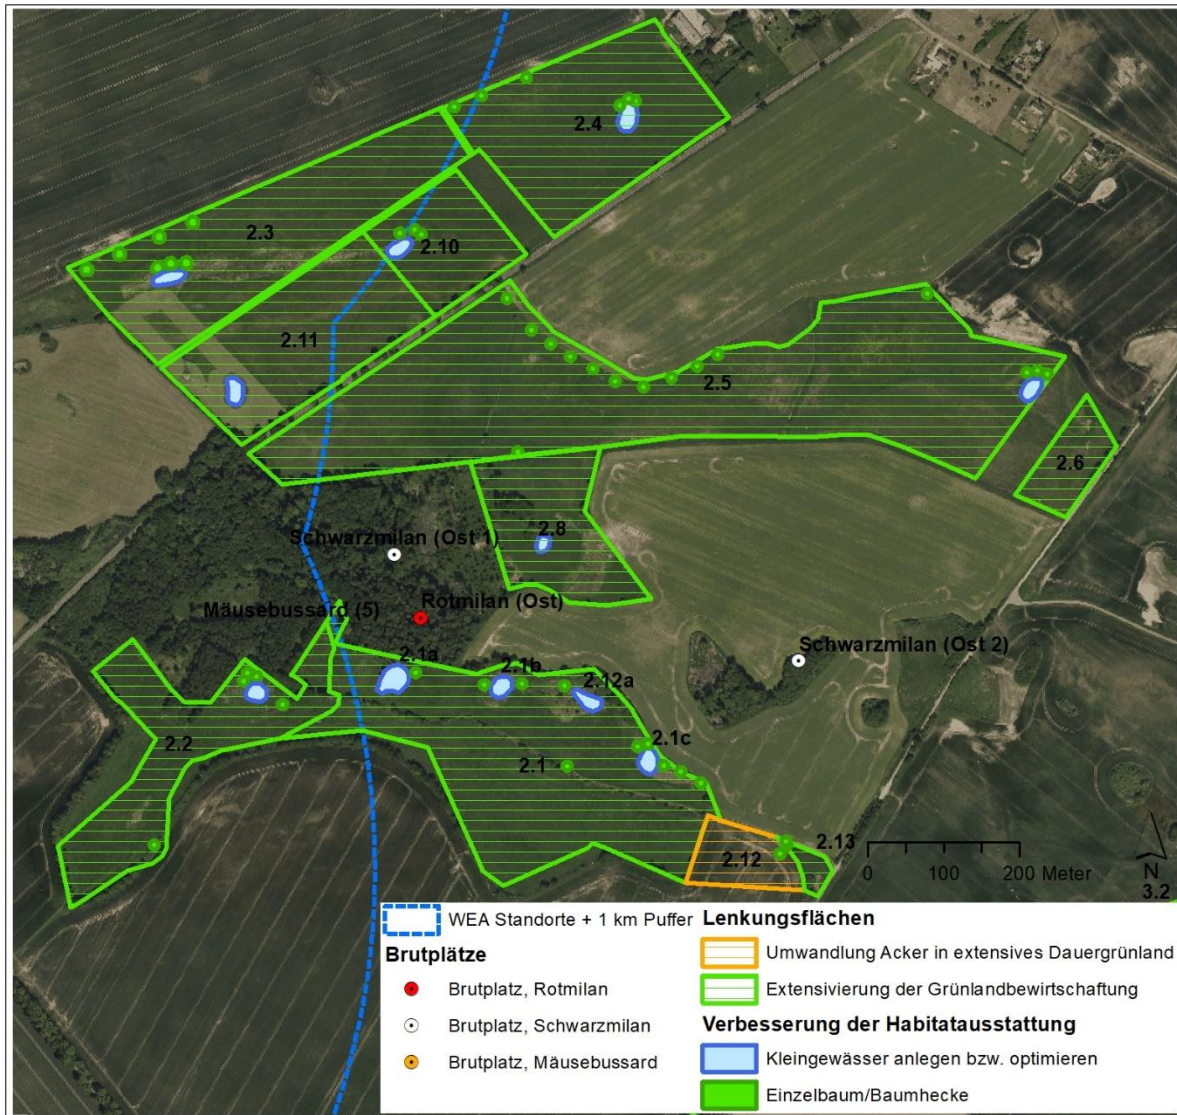 2.4
2.3
2.10
2.11
2.5
2.6
2.8
Schwarzmilan (Ost 1)
Rotmilan (Ost)
Mäusebussard (5)
Schwarzmilan (Ost 2)
2.1a
2.1b
2.12a
2.2
2.1c
2.1
2.12
2.13
0 100 200 Meter
N
3.2
WEA Standorte + 1 km Puffer
Brutplätze
Brutplatz, Rotmilan
Brutplatz, Schwarzmilan
Brutplatz, Mäusebussard
Lenkungsflächen
Umwandlung Acker in extensives Dauergrünland
Extensivierung der Grünlandbewirtschaftung
Verbesserung der Habitatausstattung
Kleingewässer anlegen bzw. optimieren
Einzelbaum/Baumhecke